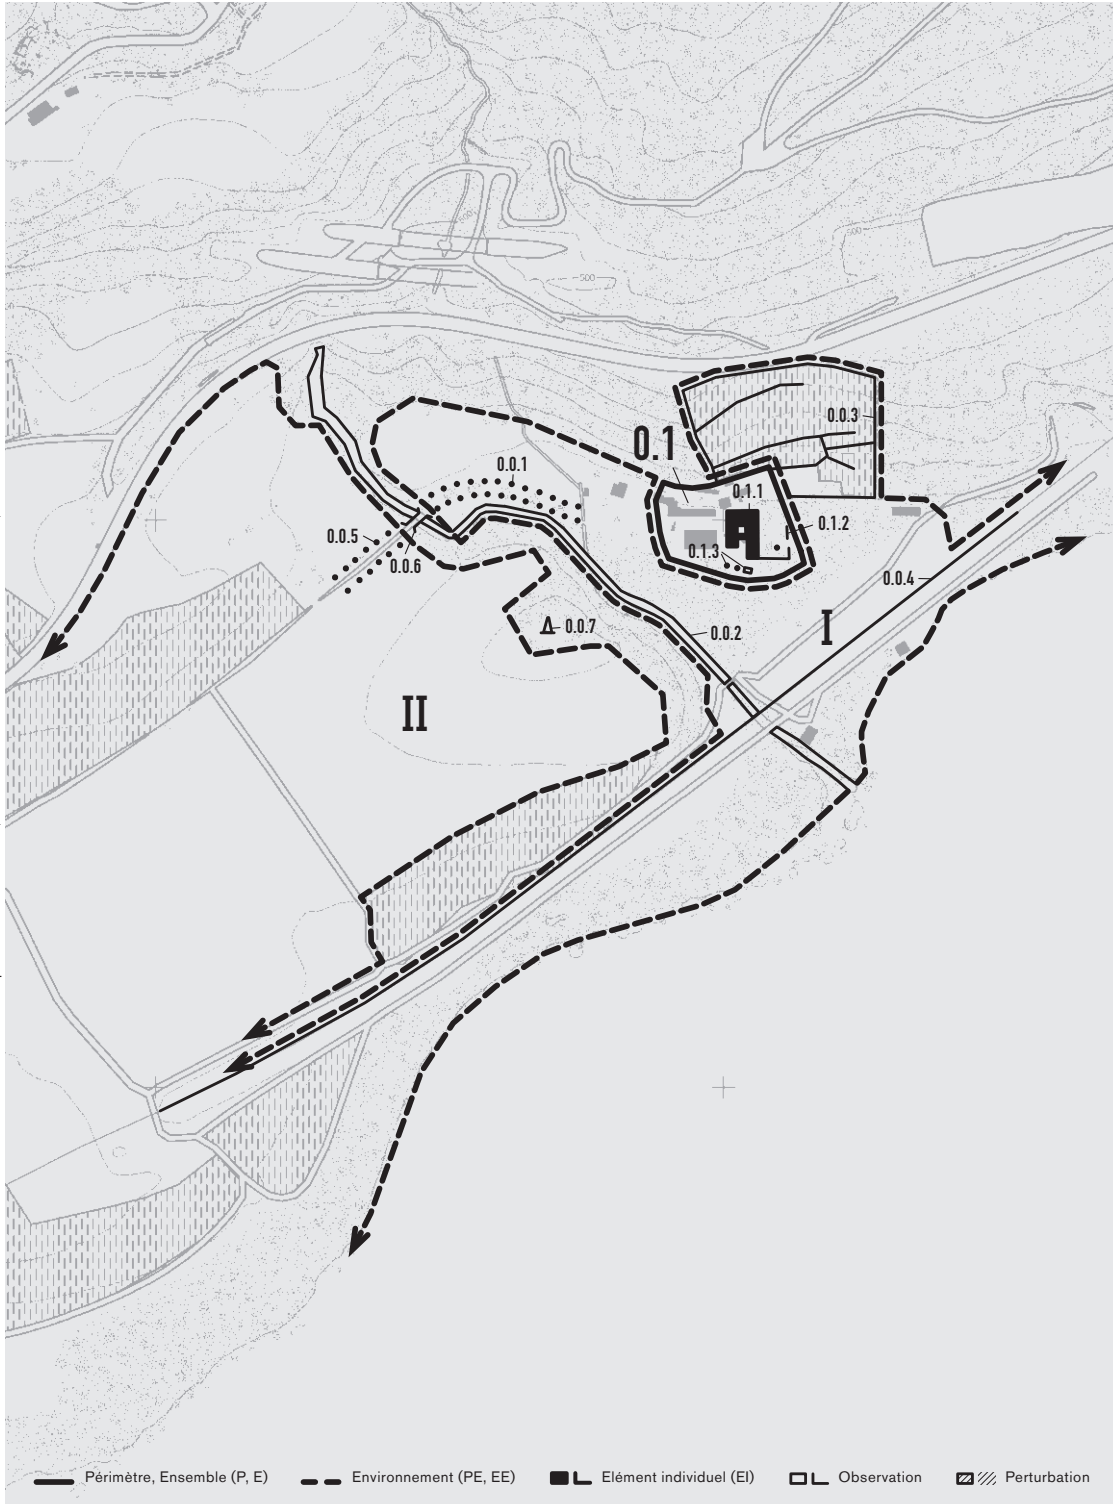 500
500
500
0.0.3
0.1
0.0.1
0.1.1
0.1.2
0.0.5
0.1.3
0.0.6
0.0.4
0.0.7
0.0.2
I
II
Périmètre, Ensemble (P, E)
Environnement (PE, EE)
Elément individuel (EI)
Observation
Perturbation